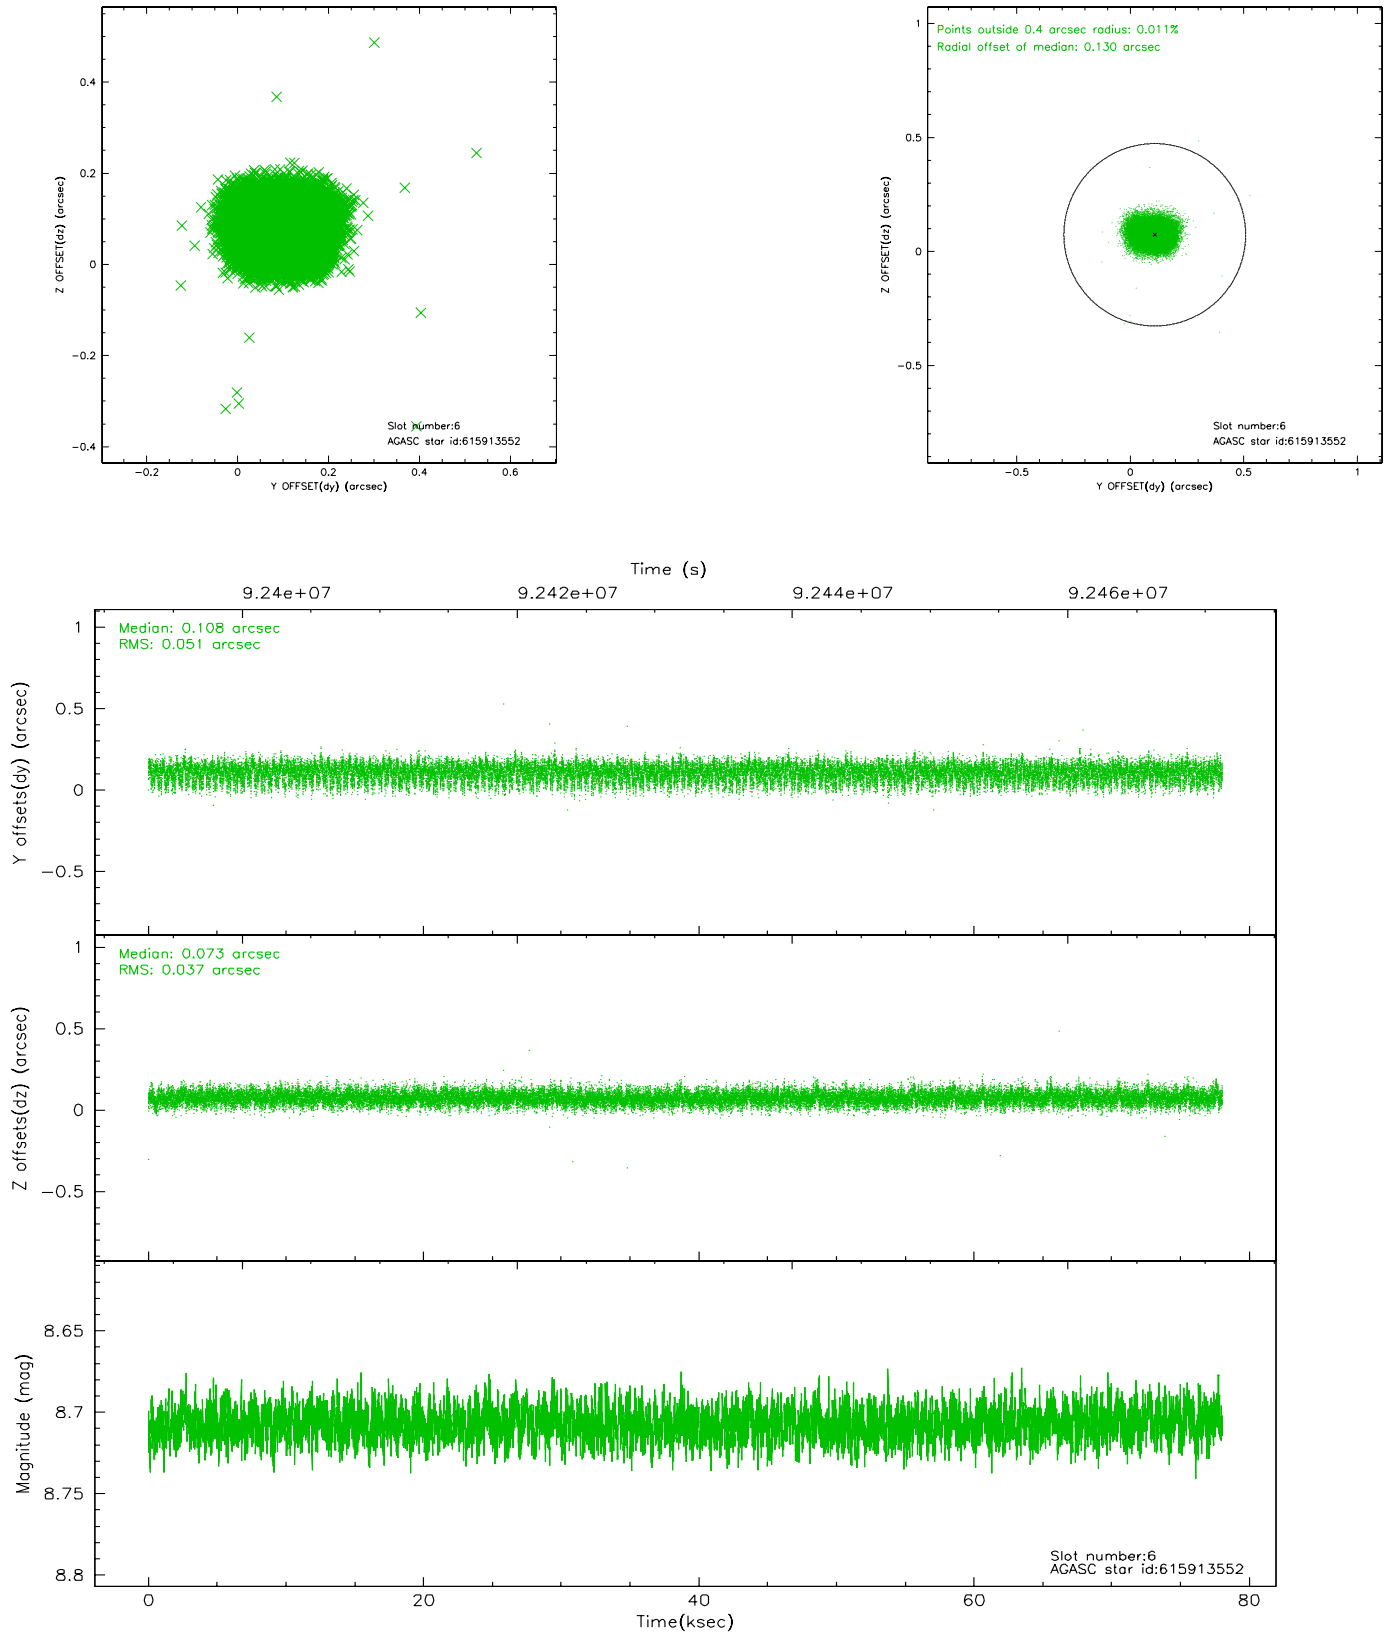 0.4
0.2
0
−0.2
−0.4
Z OFFSET(dz) (arcsec)
−0.2
0
0.2
0.4
0.6
Y OFFSET(dy) (arcsec)
Slot number:6
AGASC star id:615913552
Points outside 0.4 arcsec radius: 0.011%
Radial offset of median: 0.130 arcsec
1
0.5
0
−0.5
Z OFFSET(dz) (arcsec)
−0.5
0
0.5
1
Y OFFSET(dy) (arcsec)
Slot number:6
AGASC star id:615913552
Time (s)
9.24e+07
9.242e+07
9.244e+07
9.246e+07
Median: 0.108 arcsec
RMS: 0.051 arcsec
1
0.5
0
−0.5
Y offsets(dy) (arcsec)
Median: 0.073 arcsec
RMS: 0.037 arcsec
1
0.5
0
−0.5
Z offsets(dz) (arcsec)
8.65
8.7
8.75
8.8
Magnitude (mag)
Slot number:6
AGASC star id:615913552
0
20
40
60
80
Time(ksec)